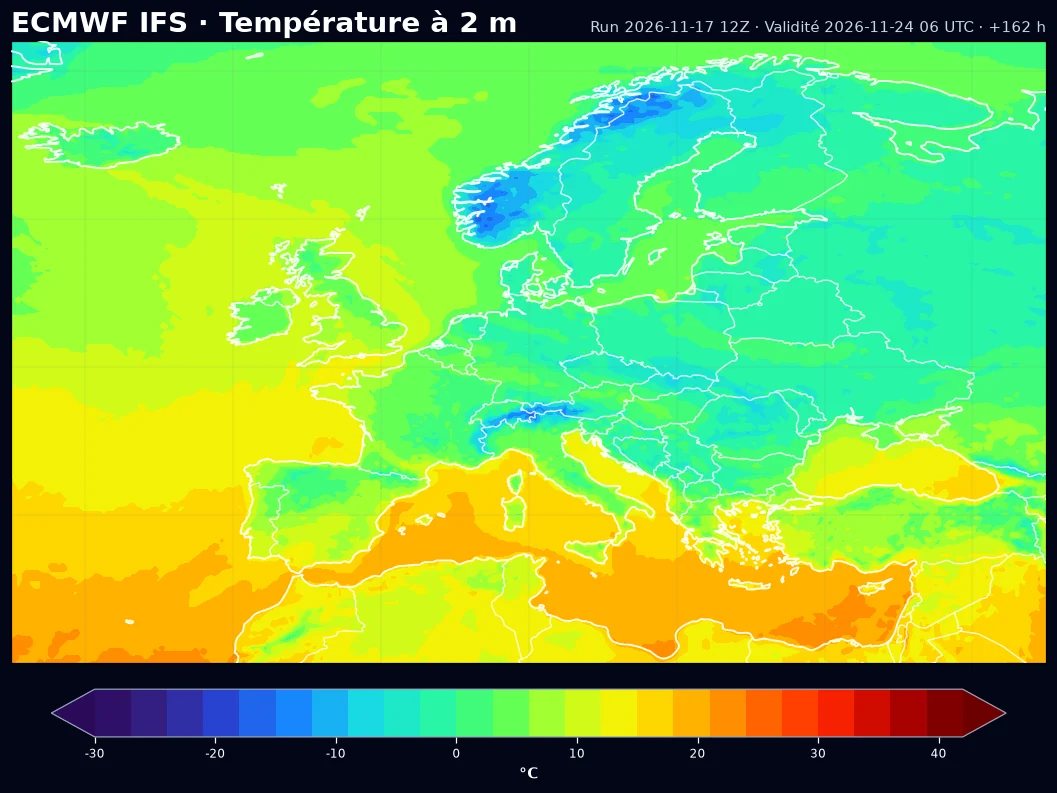 ECMWF IFS · Température à 2 m
Run 2026-11-17 12Z · Validité 2026-11-24 06 UTC · +162 h
-30 -20 -10 0 10 20 30 40
°C